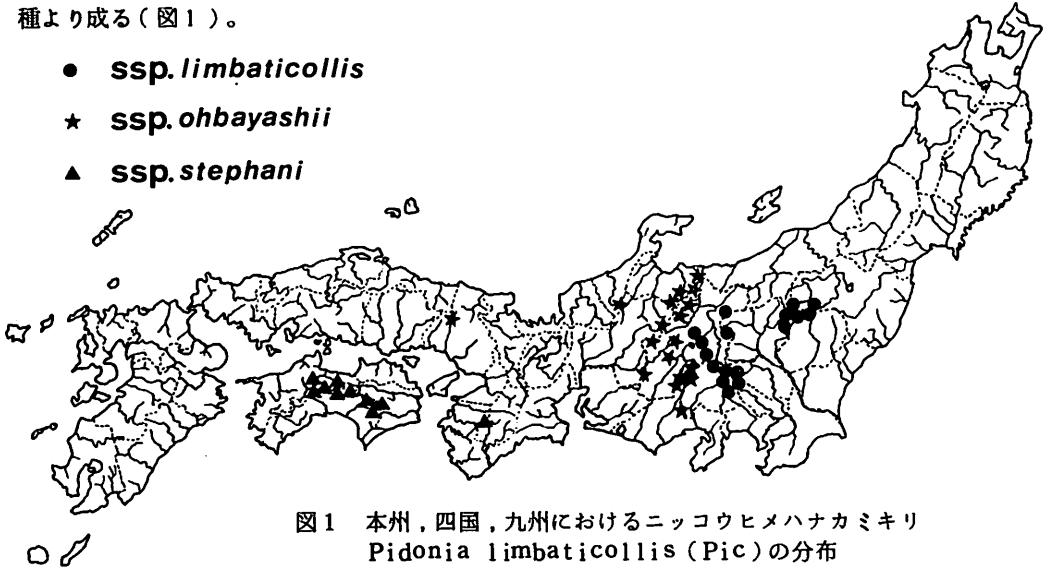 種より成る(図1)。
● ssp. limbaticollis
★ ssp. ohbayashii
▲ ssp. stephani
図1 本州,四国,九州におけるニッコウヒメハナカミキリ
Pidonia limbaticollis (Pic)の分布